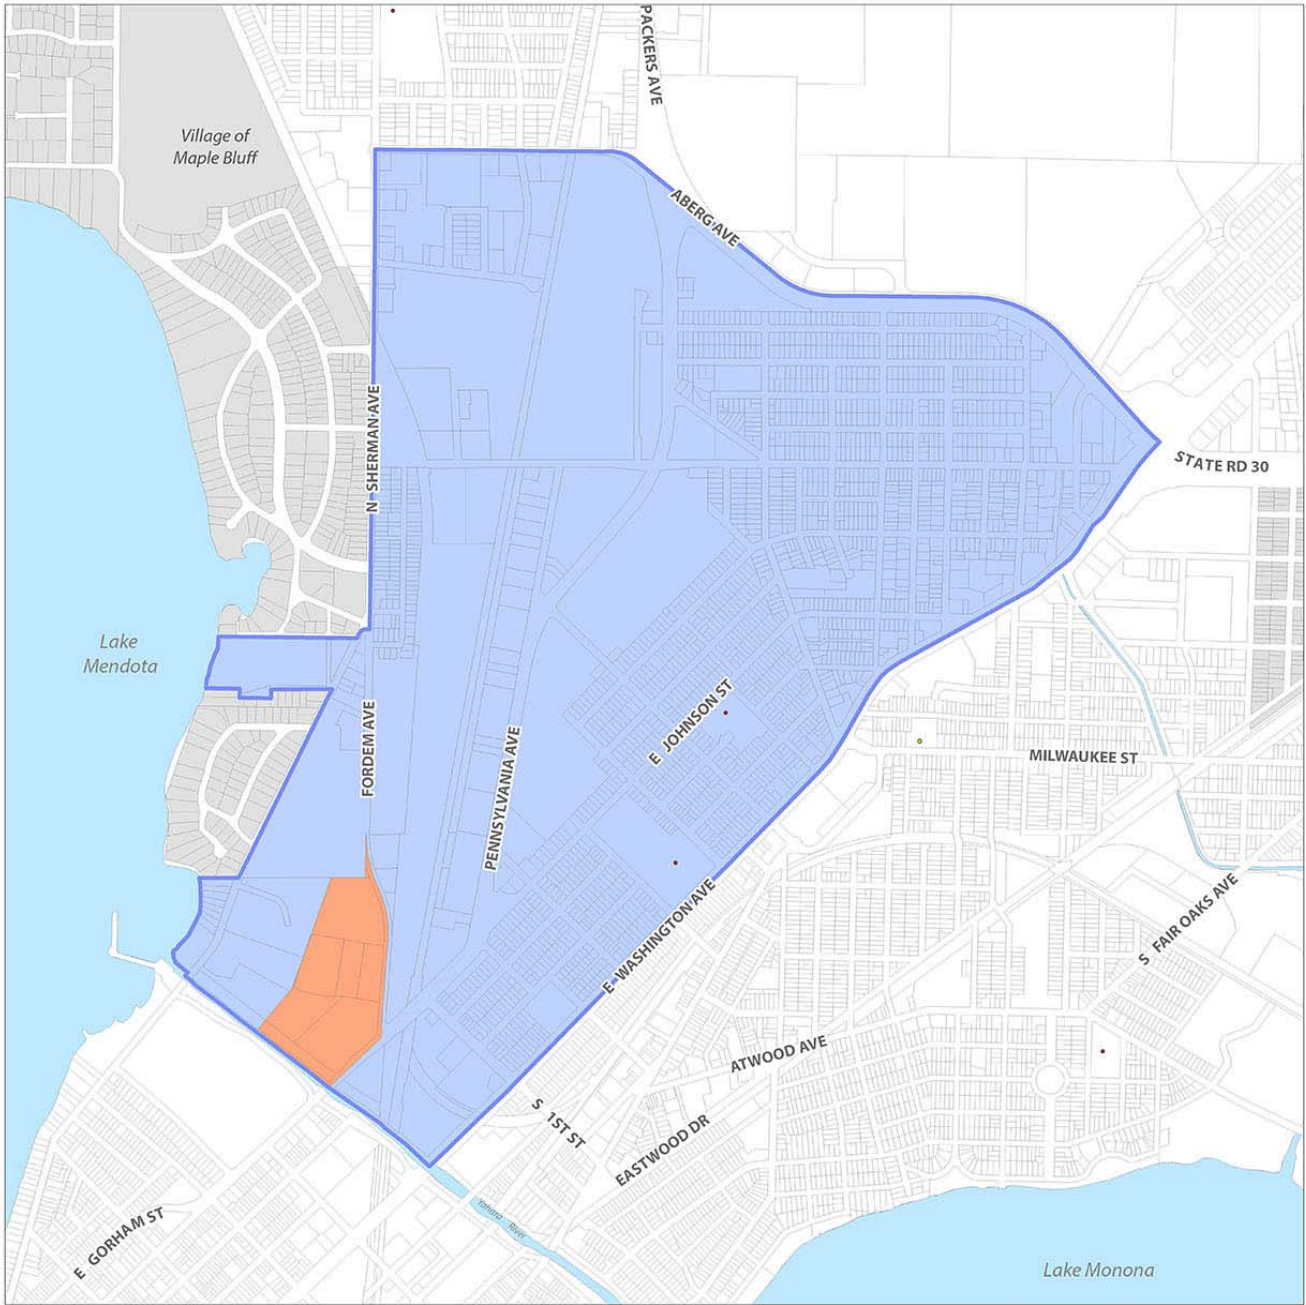 PACKERS AVE
Village of
Maple Bluff
ABERG AVE
N SHERMAN AVE
STATE RD 30
Lake
Mendota
FORDEM AVE
E JOHNSON ST
PENNSYLVANIA AVE
MILWAUKEE ST
E WASHINGTON AVE
S FAIR OAKS AVE
ATWOOD AVE
S 1ST ST
EASTWOOD DR
Yahara River
E GORHAM ST
Lake Monona